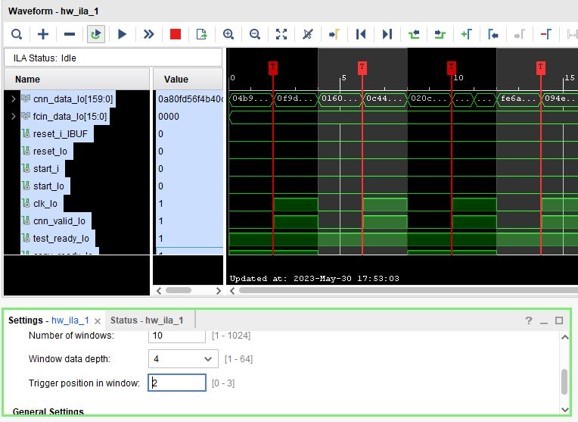 Waveform - hw_ila_1
ILA Status: Idle
Name Value
0 5 10 15
T T T T
cnn_data_lo[159:0] 0a80fd56f4b40
04b9... 0f9d... 0160... 0c44... 020c... ... ... fe6a... 094e
fcin_data_lo[15:0] 0000
reset_i_IBUF 0
reset_lo 0
start_i 0
start_lo 0
clk_lo 1
cnn_valid_lo 1
test_ready_lo 1
Updated at: 2023-May-30 17:53:03
Settings - hw_ila_1 × Status - hw_ila_1 ? _
Number of windows: 10 [1 - 1024]
Window data depth: 4 [1 - 64]
Trigger position in window: 2 [0 - 3]
General Settings